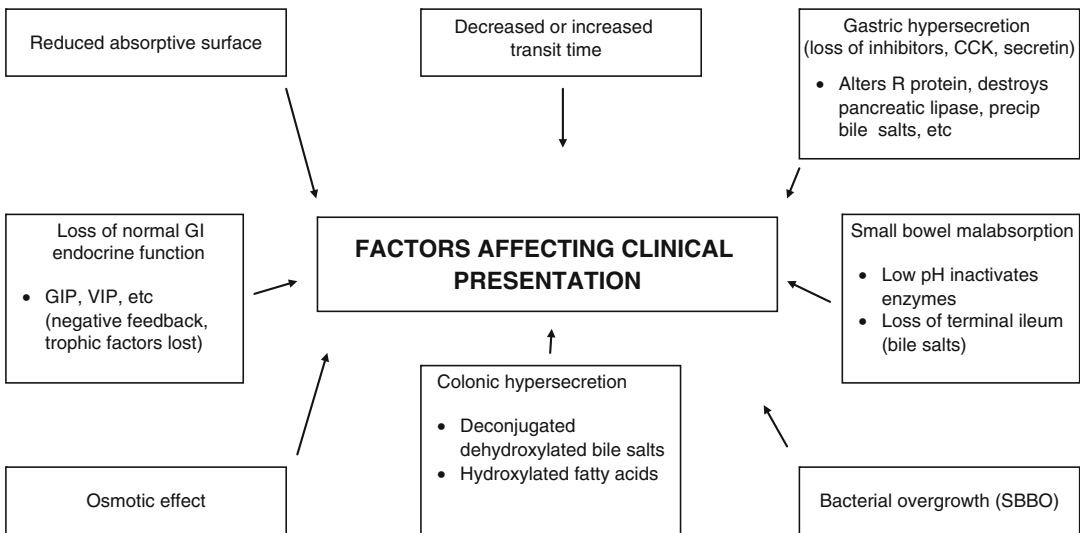 Reduced absorptive surface
Decreased or increased
transit time
Gastric hypersecretion
(loss of inhibitors, CCK, secretin)
• Alters R protein, destroys
pancreatic lipase, precip
bile salts, etc
Loss of normal GI
endocrine function
• GIP, VIP, etc
(negative feedback,
trophic factors lost)
FACTORS AFFECTING CLINICAL
PRESENTATION
Small bowel malabsorption
• Low pH inactivates
enzymes
• Loss of terminal ileum
(bile salts)
Osmotic effect
Colonic hypersecretion
• Deconjugated
dehydroxylated bile salts
• Hydroxylated fatty acids
Bacterial overgrowth (SBBO)